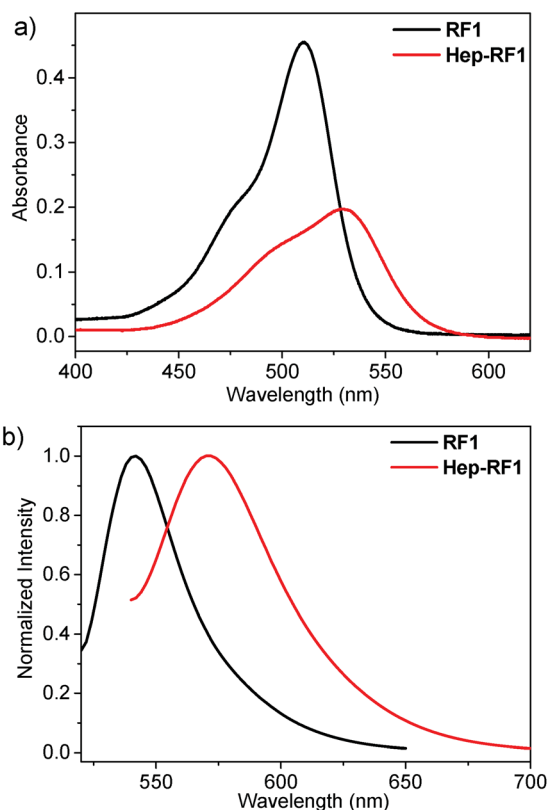 a)
RF1
Hep-RF1
0.4
0.3
0.2
0.1
0.0
Absorbance
400 450 500 550 600
Wavelength (nm)
b)
RF1
Hep-RF1
1.0
0.8
0.6
0.4
0.2
0.0
Normalized Intensity
550 600 650 700
Wavelength (nm)